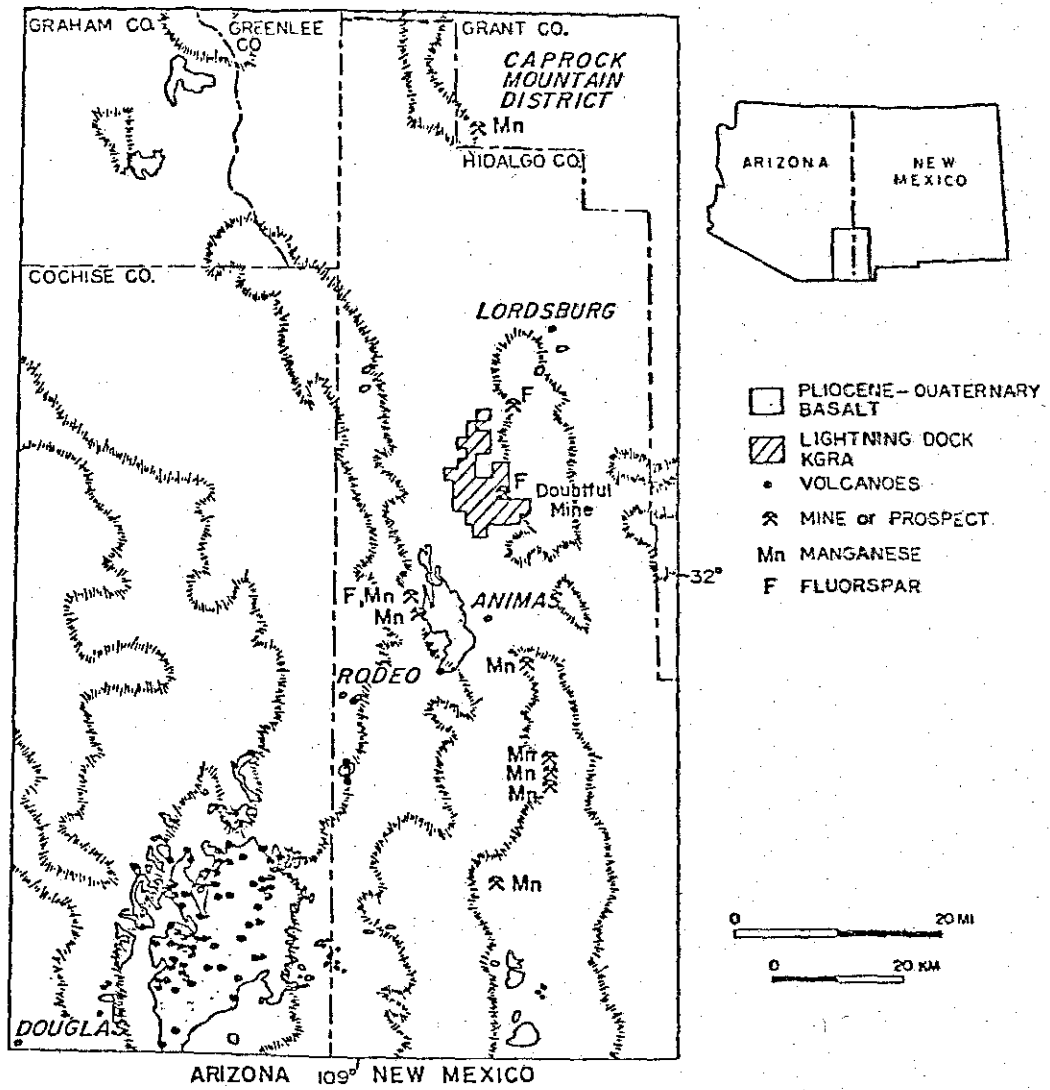 GRAHAM CO.
GREENLEE
CO
GRANT CO.
CAPROCK
MOUNTAIN
DISTRICT
Mn
HIDALGO CO.
COCHISE CO.
LORDSBURG
F
F
Doubtful
Mine
32°
F,Mn
Mn
ANIMAS
Mn
RODEO
Mn
Mn
Mn
Mn
DOUGLAS
ARIZONA 109° NEW MEXICO
ARIZONA
NEW
MEXICO
PLIOCENE-QUATERNARY
BASALT
LIGHTNING DOCK
KGRA
VOLCANOES
MINE or PROSPECT
Mn MANGANESE
F FLUORSPAR
0 20 MI
0 20 KM